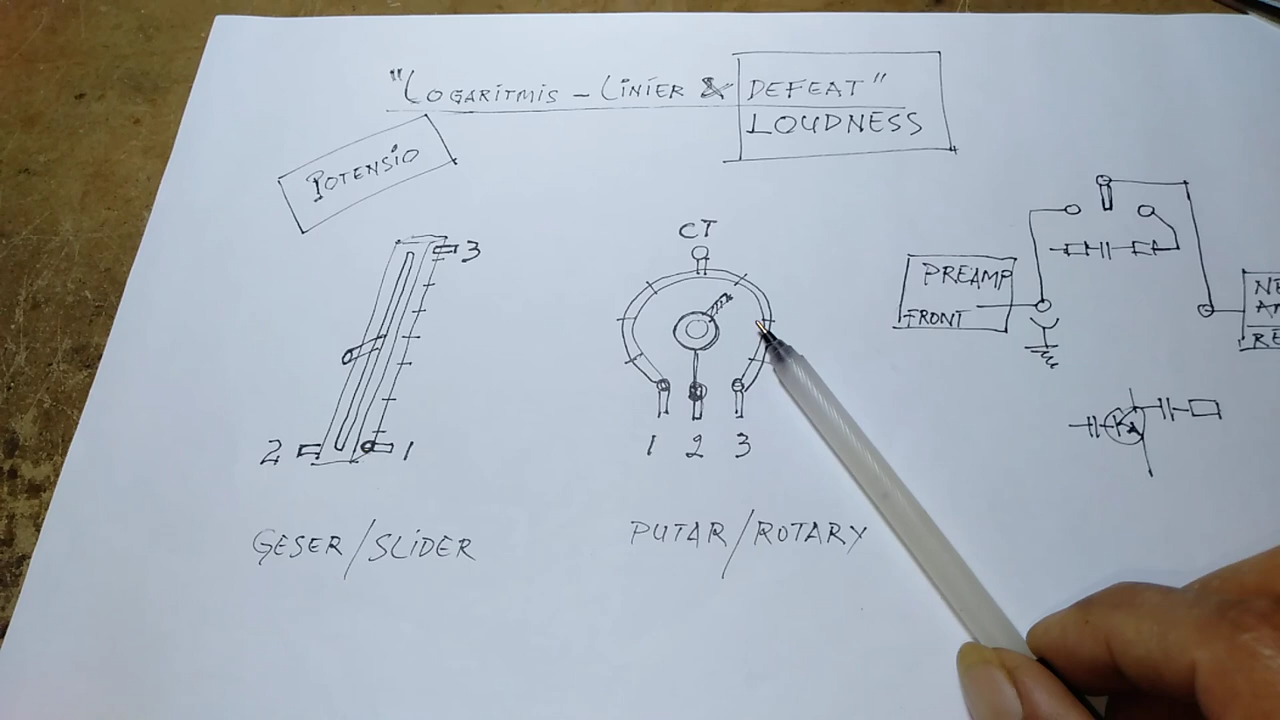 "LOGARITMIS - LINIER & DEFEAT"
LOUDNESS
POTENSIO
3
2
1
GESER/SLIDER
CT
1 2 3
PUTAR/ROTARY
PREAMP
FRONT